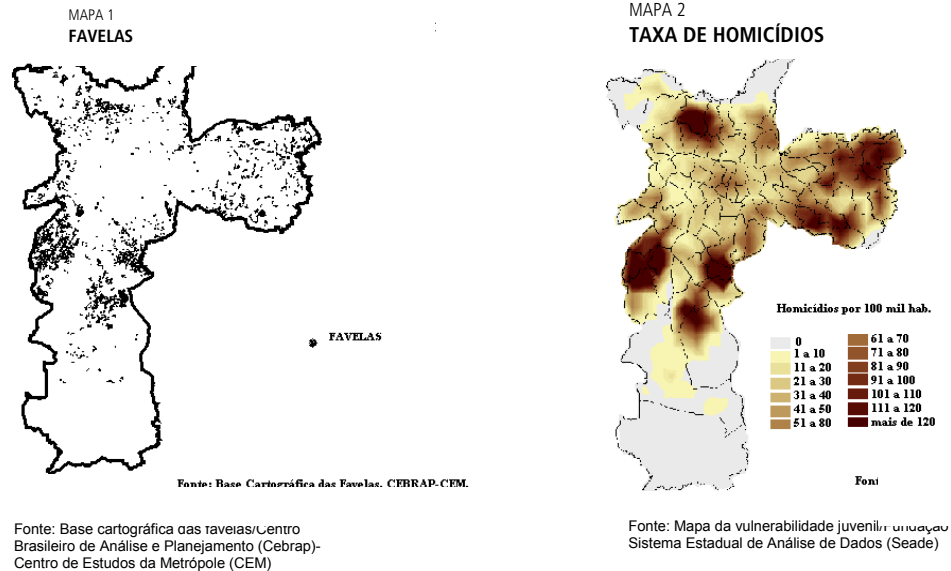 MAPA 1
FAVELAS
FAVELAS
Fonte: Base Cartográfica das Favelas. CEBRAP-CEM.
Fonte: Base cartográfica das favelas/Centro
Brasileiro de Análise e Planejamento (Cebrap)-
Centro de Estudos da Metrópole (CEM)
MAPA 2
TAXA DE HOMICÍDIOS
Homicídios por 100 mil hab.
0
1 a 10
11 a 20
21 a 30
31 a 40
41 a 50
51 a 80
61 a 70
71 a 80
81 a 90
91 a 100
101 a 110
111 a 120
mais de 120
Font
Fonte: Mapa da vulnerabilidade juvenil/Fundação
Sistema Estadual de Análise de Dados (Seade)